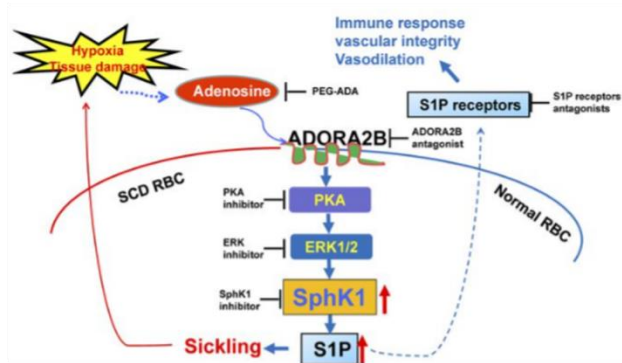 Hypoxia
Tissue damage
Immune response
vascular integrity
Vasodilation
Adenosine
PEG-ADA
S1P receptors
S1P receptors
antagonists
ADORA2B
ADORA2B
antagonist
SCD RBC
Normal RBC
PKA
inhibitor
PKA
ERK
inhibitor
ERK1/2
SphK1
inhibitor
SphK1
Sickling
S1P